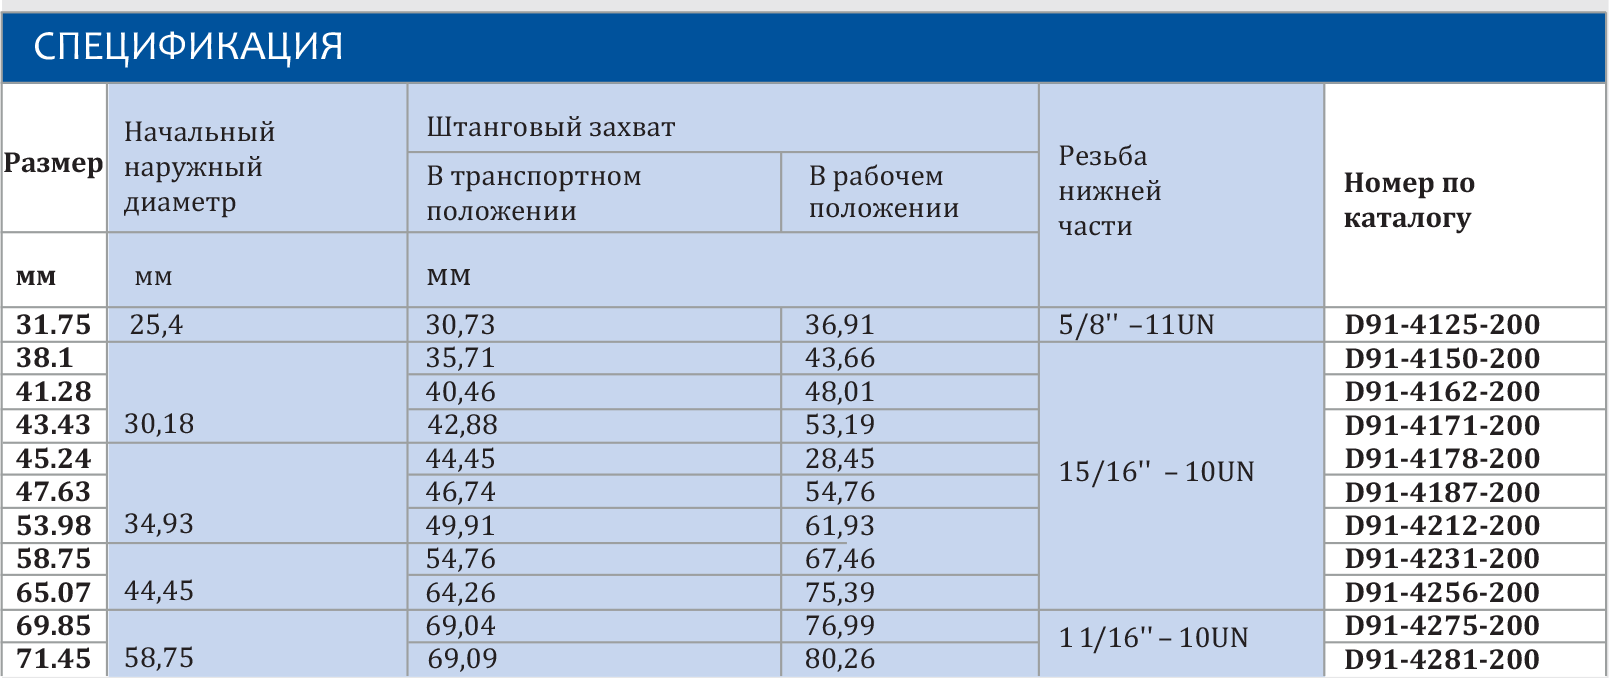 СПЕЦИФИКАЦИЯ
Размер
Начальный
наружный
диаметр
Штанговый захват
В транспортном
положении
В рабочем
положении
Резьба
нижней
части
Номер по
каталогу
мм мм мм
31.75 25,4 30,73 36,91 5/8'' –11UN D91-4125-200
38.1 35,71 43,66 D91-4150-200
41.28 40,46 48,01 D91-4162-200
43.43 30,18 42,88 53,19 D91-4171-200
45.24 44,45 28,45 D91-4178-200
15/16'' – 10UN
47.63 46,74 54,76 D91-4187-200
53.98 34,93 49,91 61,93 D91-4212-200
58.75 54,76 67,46 D91-4231-200
65.07 44,45 64,26 75,39 D91-4256-200
69.85 69,04 76,99 D91-4275-200
1 1/16'' – 10UN
71.45 58,75 69,09 80,26 D91-4281-200